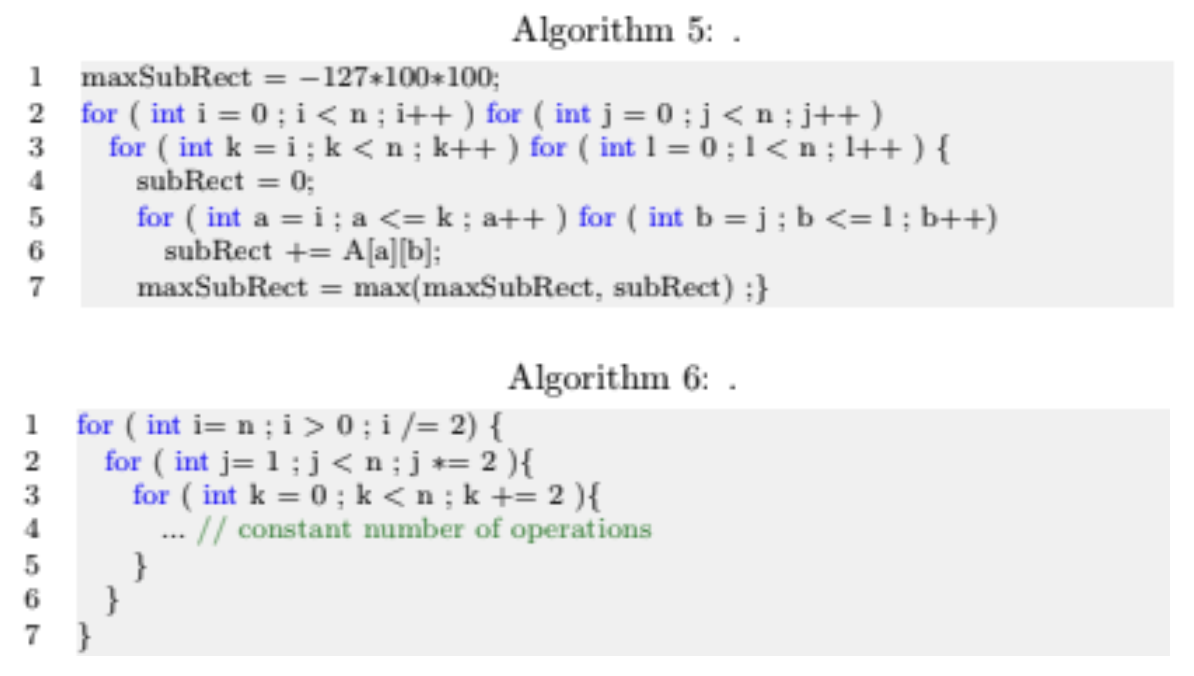 Algorithm 5: .
1 maxSubRect = −127*100*100;
2 for ( int i = 0 ; i < n ; i++ ) for ( int j = 0 ; j < n ; j++ )
3 for ( int k = i ; k < n ; k++ ) for ( int l = 0 ; l < n ; l++ ) {
4 subRect = 0;
5 for ( int a = i ; a <= k ; a++ ) for ( int b = j ; b <= l ; b++)
6 subRect += A[a][b];
7 maxSubRect = max(maxSubRect, subRect) ;}
Algorithm 6: .
1 for ( int i= n ; i > 0 ; i /= 2) {
2 for ( int j= 1 ; j < n ; j *= 2 ){
3 for ( int k = 0 ; k < n ; k += 2 ){
4 ... // constant number of operations
5 }
6 }
7 }